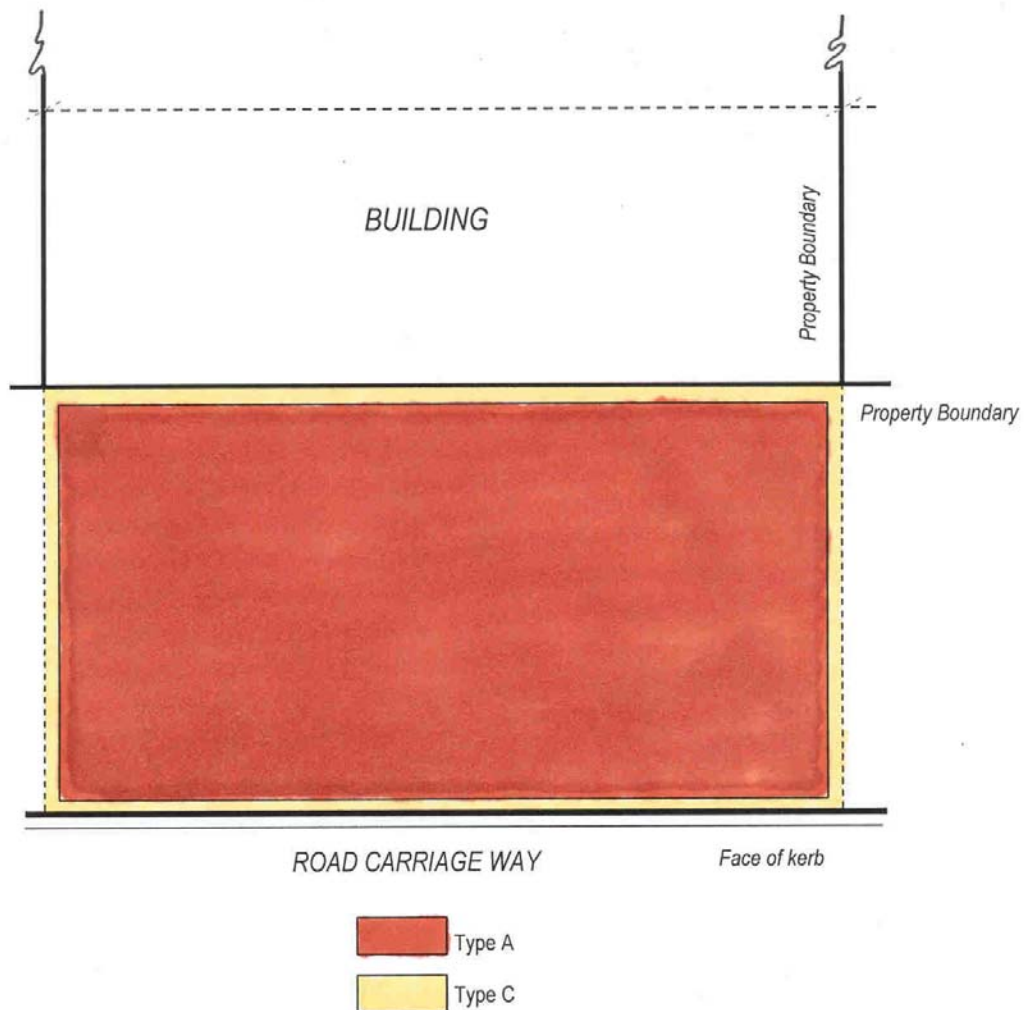 BUILDING
Property Boundary
Property Boundary
ROAD CARRIAGE WAY
Face of kerb
Type A
Type C